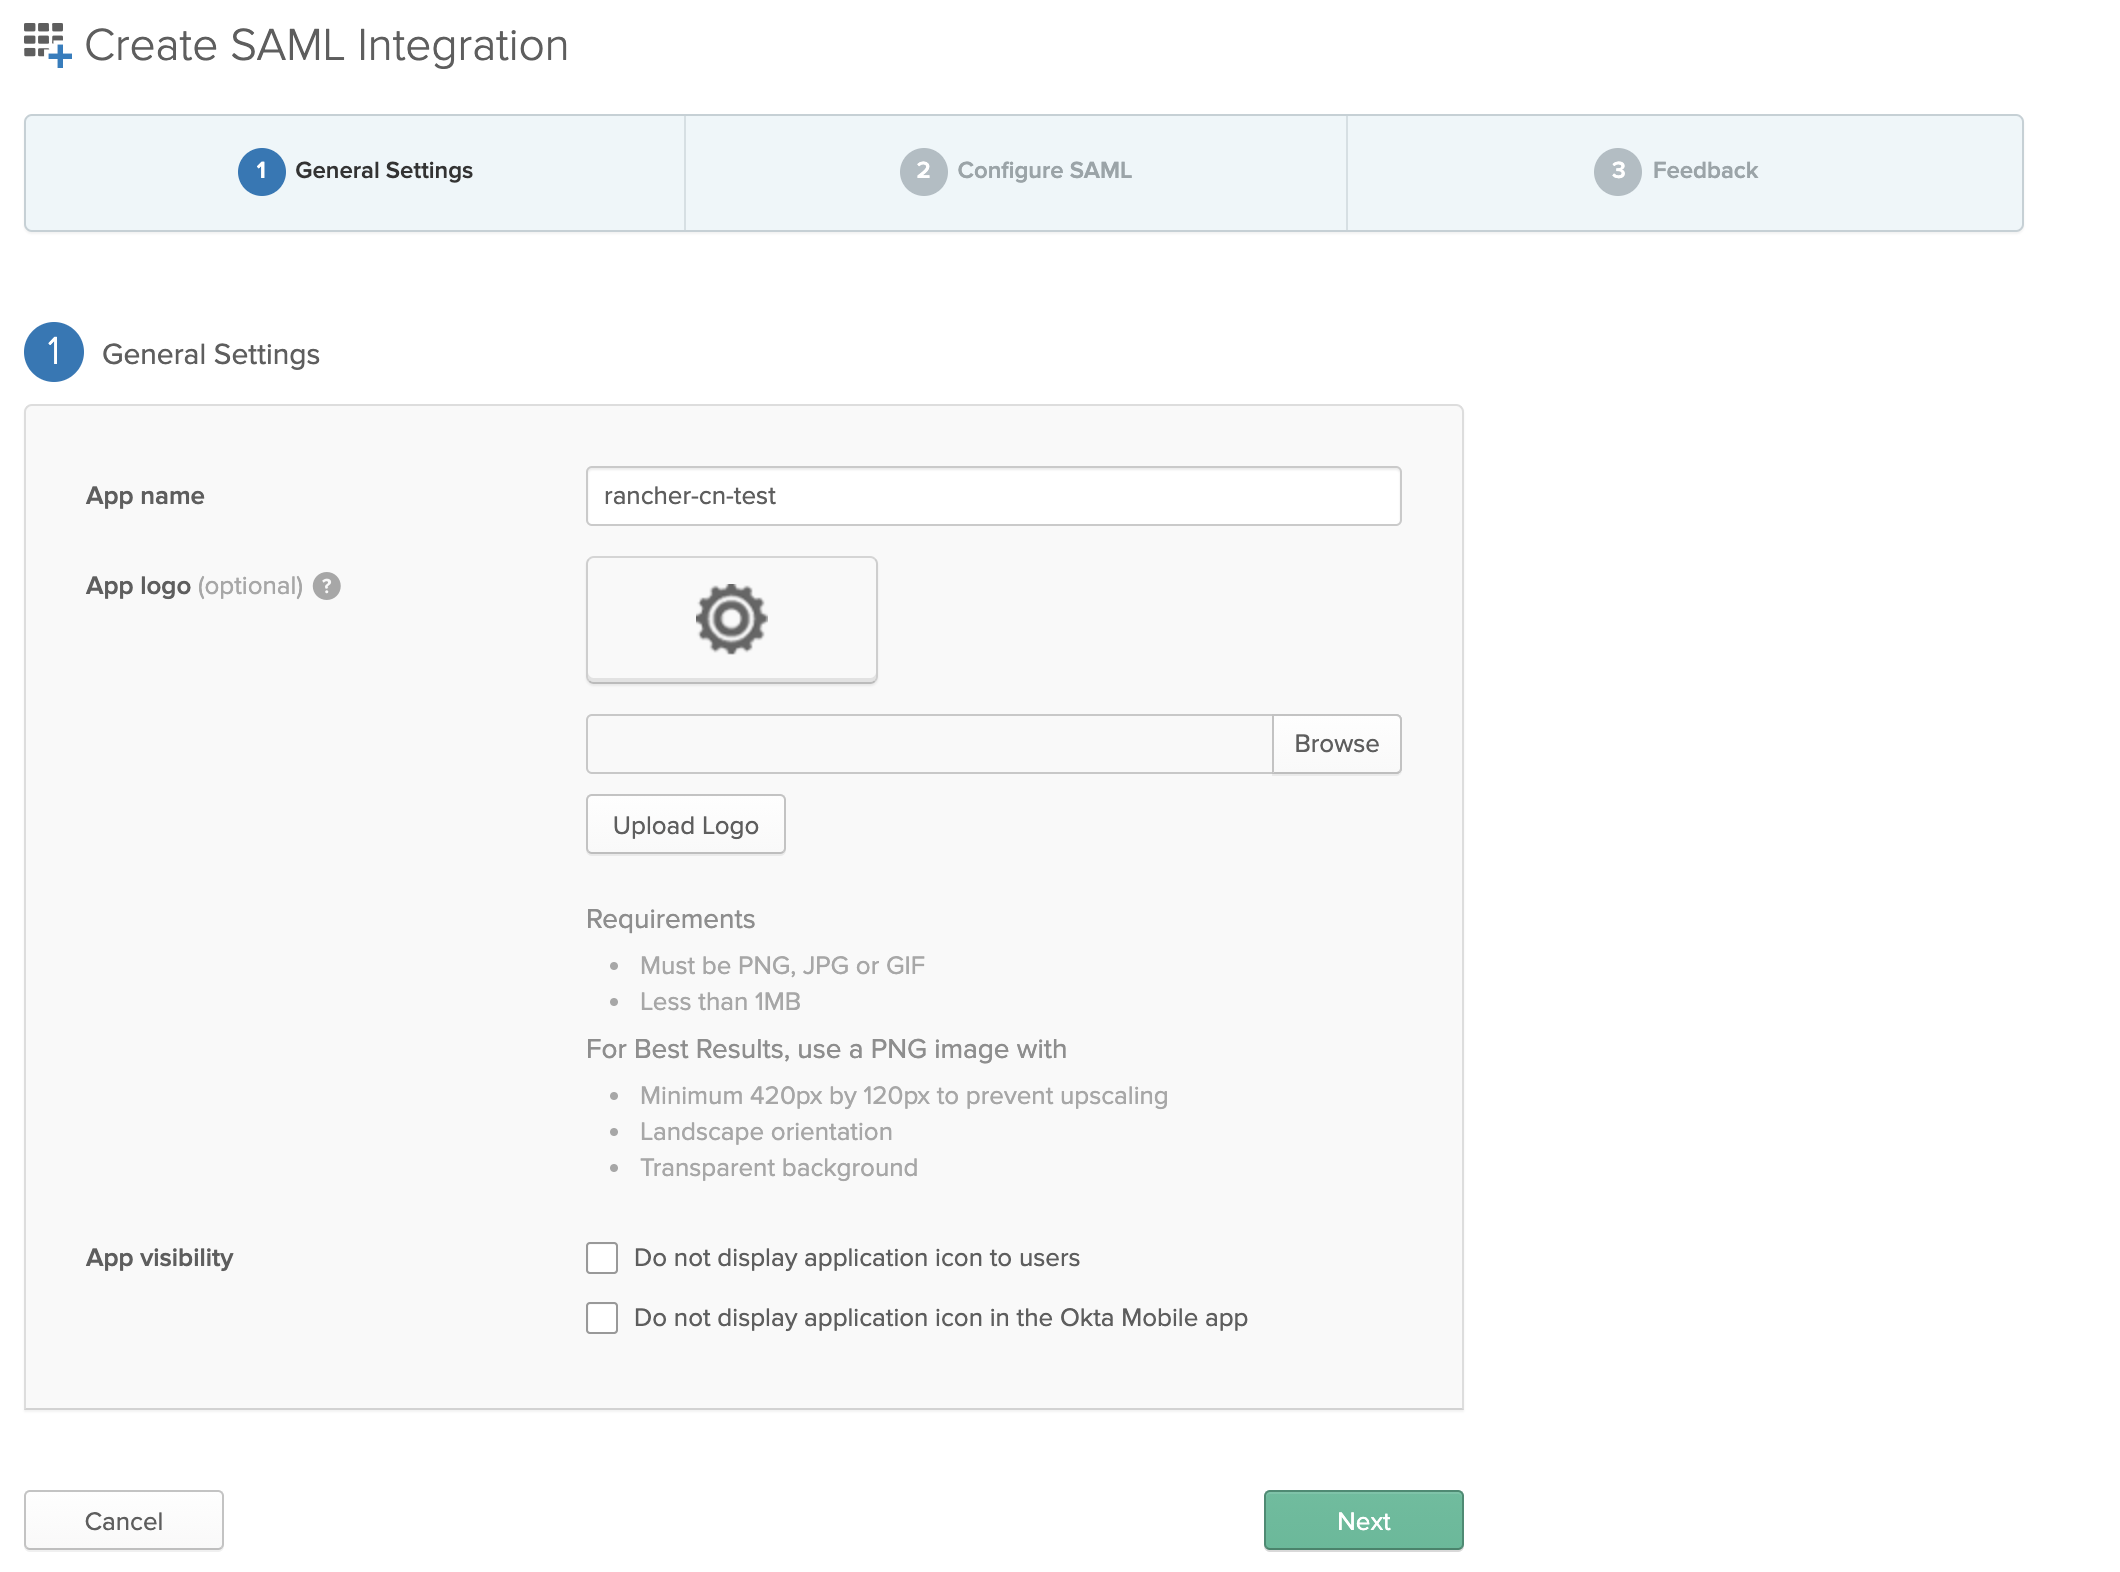 Create SAML Integration
1 General Settings
2 Configure SAML
3 Feedback
1 General Settings
App name
rancher-cn-test
App logo (optional) ?
Browse
Upload Logo
Requirements
• Must be PNG, JPG or GIF
• Less than 1MB
For Best Results, use a PNG image with
• Minimum 420px by 120px to prevent upscaling
• Landscape orientation
• Transparent background
App visibility
Do not display application icon to users
Do not display application icon in the Okta Mobile app
Cancel
Next